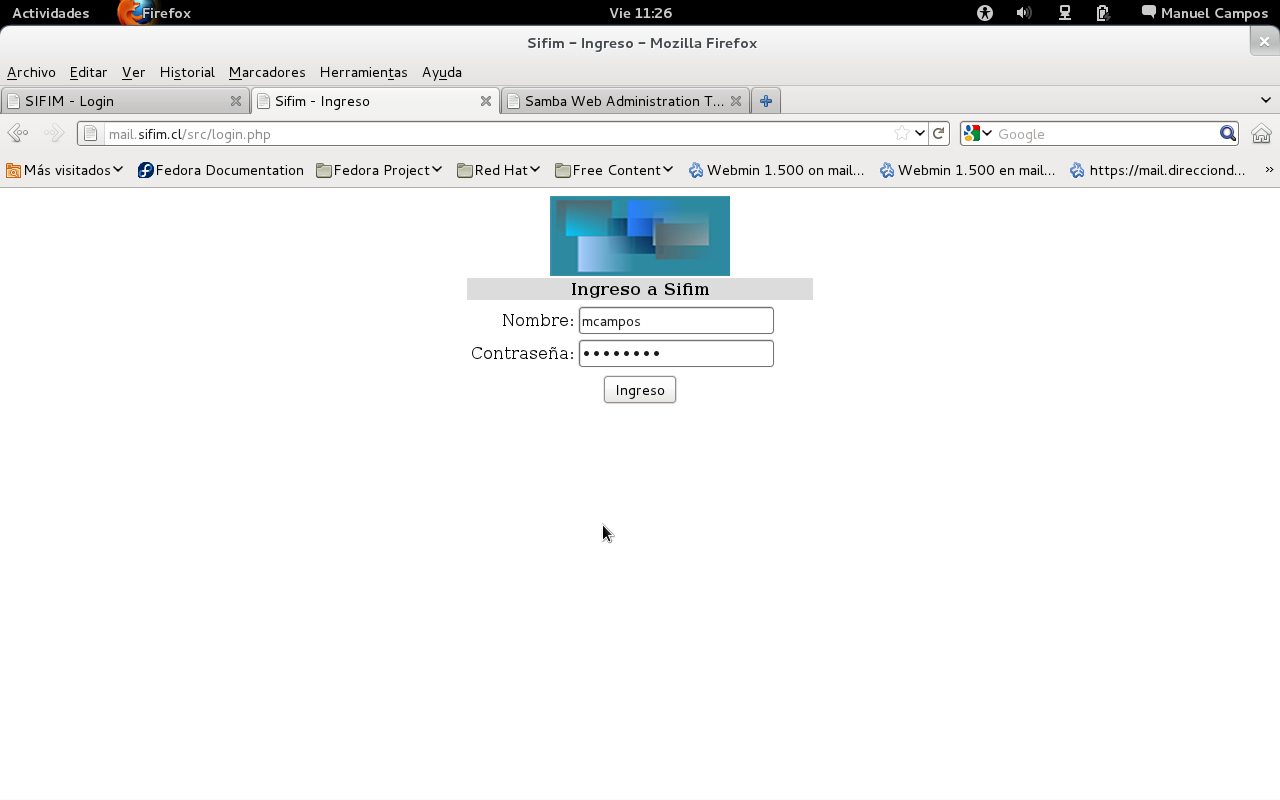 Actividades Firefox Vie 11:26 Manuel Campos
Sifim - Ingreso - Mozilla Firefox
Archivo Editar Ver Historial Marcadores Herramientas Ayuda
SIFIM - Login Sifim - Ingreso Samba Web Administration T...
mail.sifim.cl/src/login.php Google
Más visitados Fedora Documentation Fedora Project Red Hat Free Content Webmin 1.500 on mail... Webmin 1.500 en mail... https://mail.direcciond... »
Ingreso a Sifim
Nombre: mcampos
Contraseña: ••••••••
Ingreso